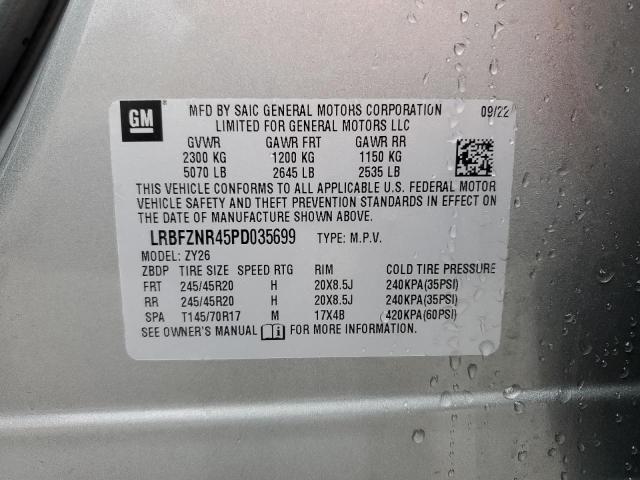 GM
MFD BY SAIC GENERAL MOTORS CORPORATION 09/22
LIMITED FOR GENERAL MOTORS LLC
GVWR GAWR FRT GAWR RR
2300 KG 1200 KG 1150 KG
5070 LB 2645 LB 2535 LB
THIS VEHICLE CONFORMS TO ALL APPLICABLE U.S. FEDERAL MOTOR
VEHICLE SAFETY AND THEFT PREVENTION STANDARDS IN EFFECT ON
THE DATE OF MANUFACTURE SHOWN ABOVE.
LRBFZNR45PD035699 TYPE: M.P.V.
MODEL: ZY26
ZBDP TIRE SIZE SPEED RTG RIM COLD TIRE PRESSURE
FRT 245/45R20 H 20X8.5J 240KPA(35PSI)
RR 245/45R20 H 20X8.5J 240KPA(35PSI)
SPA T145/70R17 M 17X4B 420KPA(60PSI)
SEE OWNER'S MANUAL FOR MORE INFORMATION.